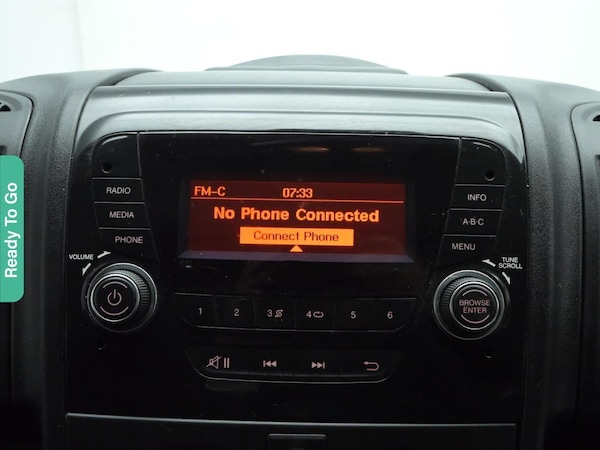 Ready To Go
FM-C 07:33
No Phone Connected
Connect Phone
RADIO
MEDIA
PHONE
INFO
A-B-C
MENU
VOLUME
TUNE
SCROLL
BROWSE
ENTER
1 2 3 4 5 6